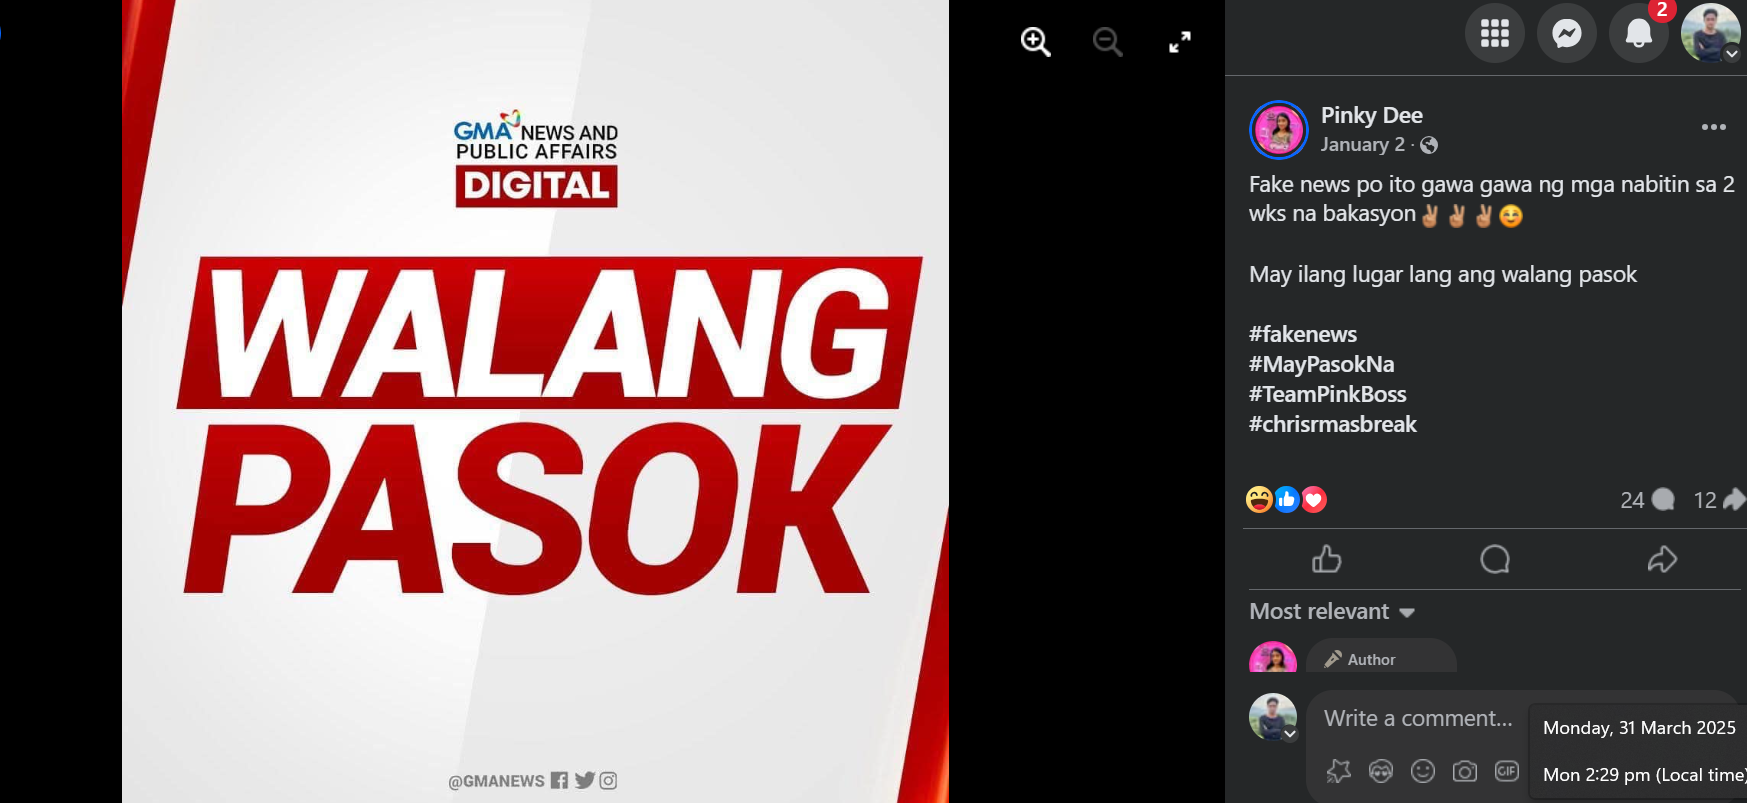 GMA NEWS AND
PUBLIC AFFAIRS
DIGITAL
WALANG
PASOK
@GMANEWS
2
Pinky Dee
January 2 ·
Fake news po ito gawa gawa ng mga nabitin sa 2
wks na bakasyon✌🏽✌🏽✌🏽☺️
May ilang lugar lang ang walang pasok
#fakenews
#MayPasokNa
#TeamPinkBoss
#chrisrmasbreak
24 12
Most relevant
Author
Write a comment...
GIF
Monday, 31 March 2025
Mon 2:29 pm (Local time)